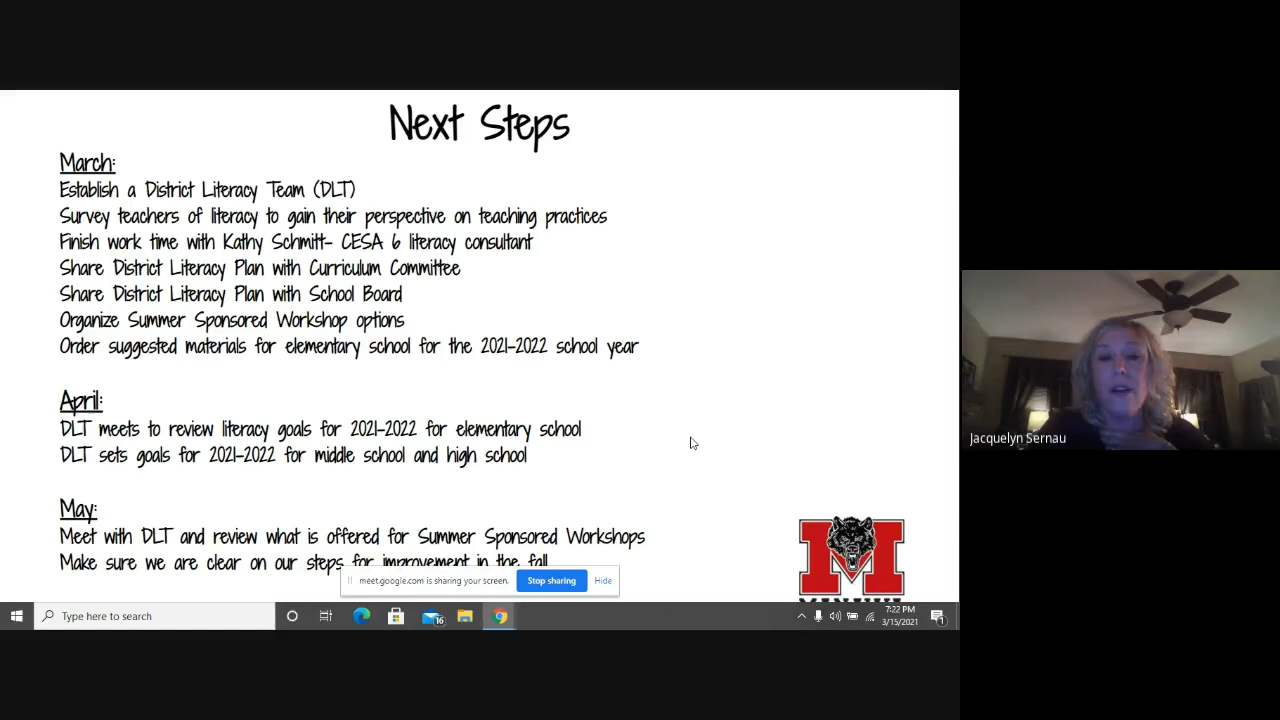 Next Steps
March:
Establish a District Literacy Team (DLT)
Survey teachers of literacy to gain their perspective on teaching practices
Finish work time with Kathy Schmitt- CESA 6 literacy consultant
Share District Literacy Plan with Curriculum Committee
Share District Literacy Plan with School Board
Organize Summer Sponsored Workshop options
Order suggested materials for elementary school for the 2021-2022 school year
April:
DLT meets to review literacy goals for 2021-2022 for elementary school
DLT sets goals for 2021-2022 for middle school and high school
May:
Meet with DLT and review what is offered for Summer Sponsored Workshops
Make sure we are clear on our steps for improvement in the fall
meet.google.com is sharing your screen.
Stop sharing
Hide
M
Type here to search
16
7:22 PM
3/15/2021
1
Jacquelyn Sernau